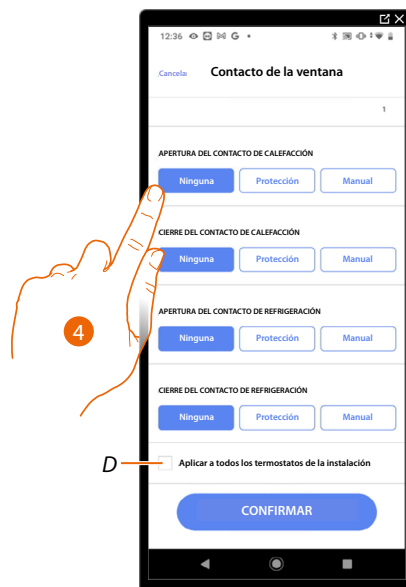 12:36 G
Cancelar Contacto de la ventana
1
APERTURA DEL CONTACTO DE CALEFACCIÓN
Ninguna Protección Manual
CIERRE DEL CONTACTO DE CALEFACCIÓN
Ninguna Protección Manual
4
APERTURA DEL CONTACTO DE REFRIGERACIÓN
Ninguna Protección Manual
CIERRE DEL CONTACTO DE REFRIGERACIÓN
Ninguna Protección Manual
D Aplicar a todos los termostatos de la instalación
CONFIRMAR